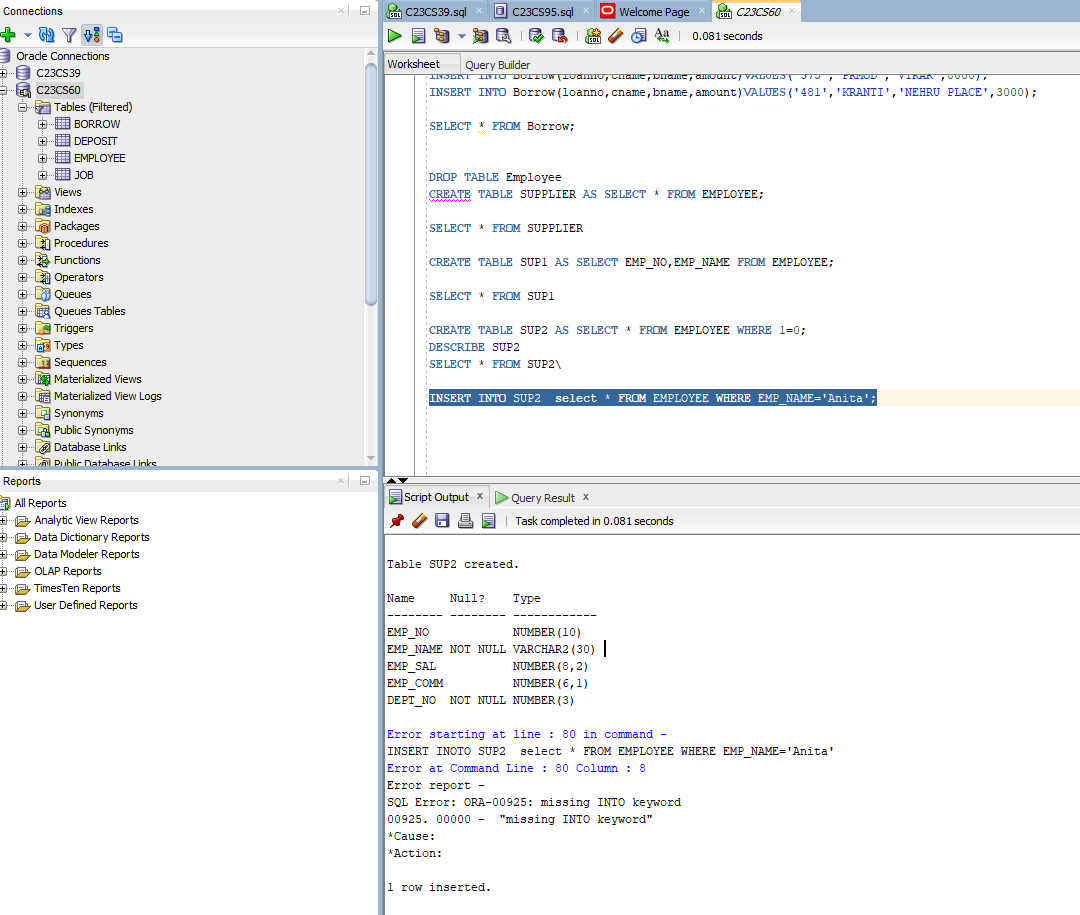 Connections
C23CS39.sql
C23CS95.sql
Welcome Page
C23CS60
0.081 seconds
Oracle Connections
C23CS39
C23CS60
Tables (Filtered)
BORROW
DEPOSIT
EMPLOYEE
JOB
Views
Indexes
Packages
Procedures
Functions
Operators
Queues
Queues Tables
Triggers
Types
Sequences
Materialized Views
Materialized View Logs
Synonyms
Public Synonyms
Database Links
Public Database Links
Worksheet
Query Builder
INSERT INTO Borrow(loanno,cname,bname,amount)VALUES('
INSERT INTO Borrow(loanno,cname,bname,amount)VALUES('481','KRANTI','NEHRU PLACE',3000);
SELECT * FROM Borrow;
DROP TABLE Employee
CREATE TABLE SUPPLIER AS SELECT * FROM EMPLOYEE;
SELECT * FROM SUPPLIER
CREATE TABLE SUP1 AS SELECT EMP_NO,EMP_NAME FROM EMPLOYEE;
SELECT * FROM SUP1
CREATE TABLE SUP2 AS SELECT * FROM EMPLOYEE WHERE 1=0;
DESCRIBE SUP2
SELECT * FROM SUP2\
INSERT INTO SUP2  select * FROM EMPLOYEE WHERE EMP_NAME='Anita';
Reports
All Reports
Analytic View Reports
Data Dictionary Reports
Data Modeler Reports
OLAP Reports
TimesTen Reports
User Defined Reports
Script Output
Query Result
Task completed in 0.081 seconds
Table SUP2 created.
Name     Null?    Type
-------- -------- ------------
EMP_NO            NUMBER(10)
EMP_NAME NOT NULL VARCHAR2(30)
EMP_SAL           NUMBER(8,2)
EMP_COMM          NUMBER(6,1)
DEPT_NO  NOT NULL NUMBER(3)
Error starting at line : 80 in command -
INSERT INOTO SUP2  select * FROM EMPLOYEE WHERE EMP_NAME='Anita'
Error at Command Line : 80 Column : 8
Error report -
SQL Error: ORA-00925: missing INTO keyword
00925. 00000 -  "missing INTO keyword"
*Cause:
*Action:
1 row inserted.